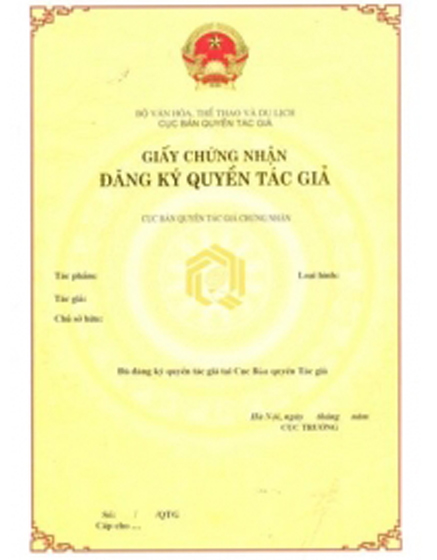 BỘ VĂN HÓA, THỂ THAO VÀ DU LỊCH
CỤC BẢN QUYỀN TÁC GIẢ
GIẤY CHỨNG NHẬN
ĐĂNG KÝ QUYỀN TÁC GIẢ
CỤC BẢN QUYỀN TÁC GIẢ CHỨNG NHẬN
Tác phẩm: Loại hình:
Tác giả:
Chủ sở hữu:
Đã đăng ký quyền tác giả tại Cục Bản quyền Tác giả
Hà Nội, ngày tháng năm
CỤC TRƯỞNG
Số: / /QTG
Cấp cho ...